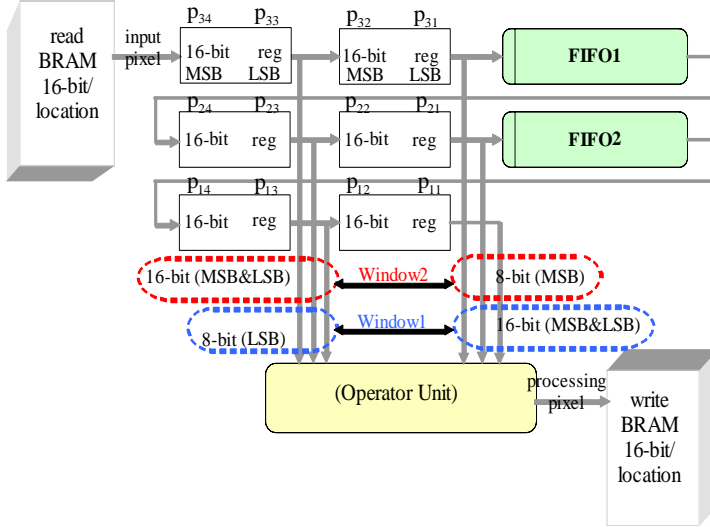 p34 p33 p32 p31
read
BRAM
16-bit/
location
input
pixel
16-bit reg
MSB LSB
16-bit reg
MSB LSB
FIFO1
p24 p23 p22 p21
16-bit reg
16-bit reg
FIFO2
p14 p13 p12 p11
16-bit reg
16-bit reg
16-bit (MSB&LSB)
Window2
8-bit (MSB)
8-bit (LSB)
Window1
16-bit (MSB&LSB)
(Operator Unit)
processing
pixel
write
BRAM
16-bit/
location